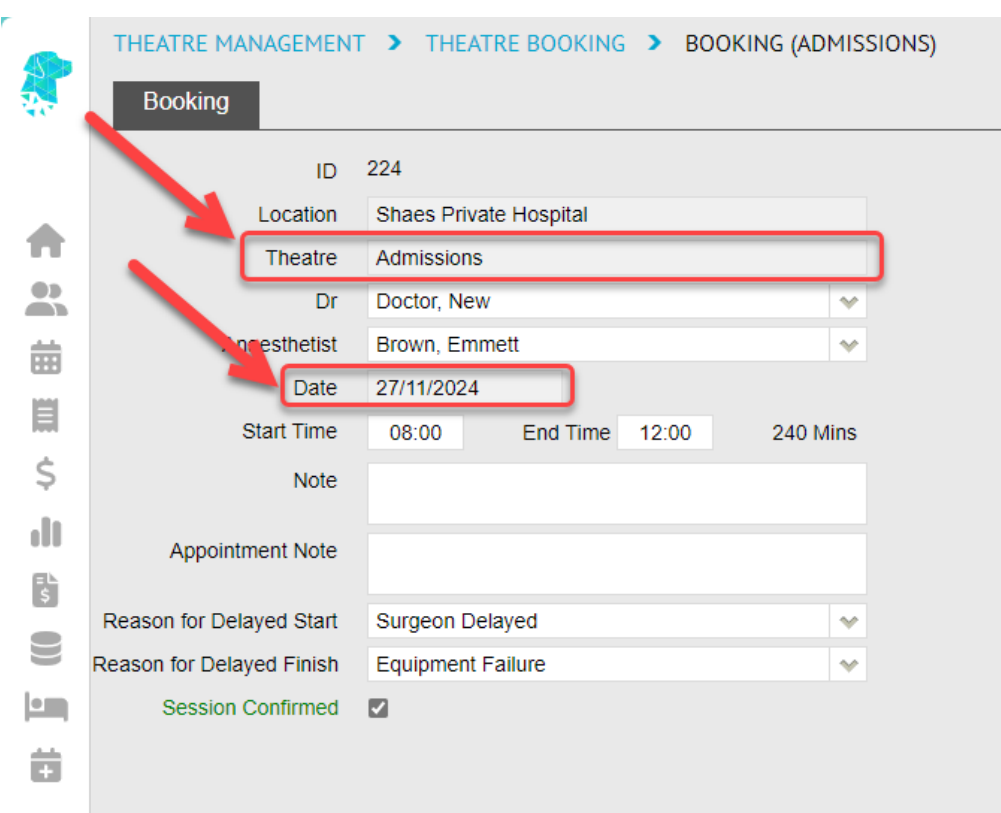 THEATRE MANAGEMENT > THEATRE BOOKING > BOOKING (ADMISSIONS)
Booking
ID 224
Location Shaes Private Hospital
Theatre Admissions
Dr Doctor, New
Anaesthetist Brown, Emmett
Date 27/11/2024
Start Time 08:00 End Time 12:00 240 Mins
Note
Appointment Note
Reason for Delayed Start Surgeon Delayed
Reason for Delayed Finish Equipment Failure
Session Confirmed